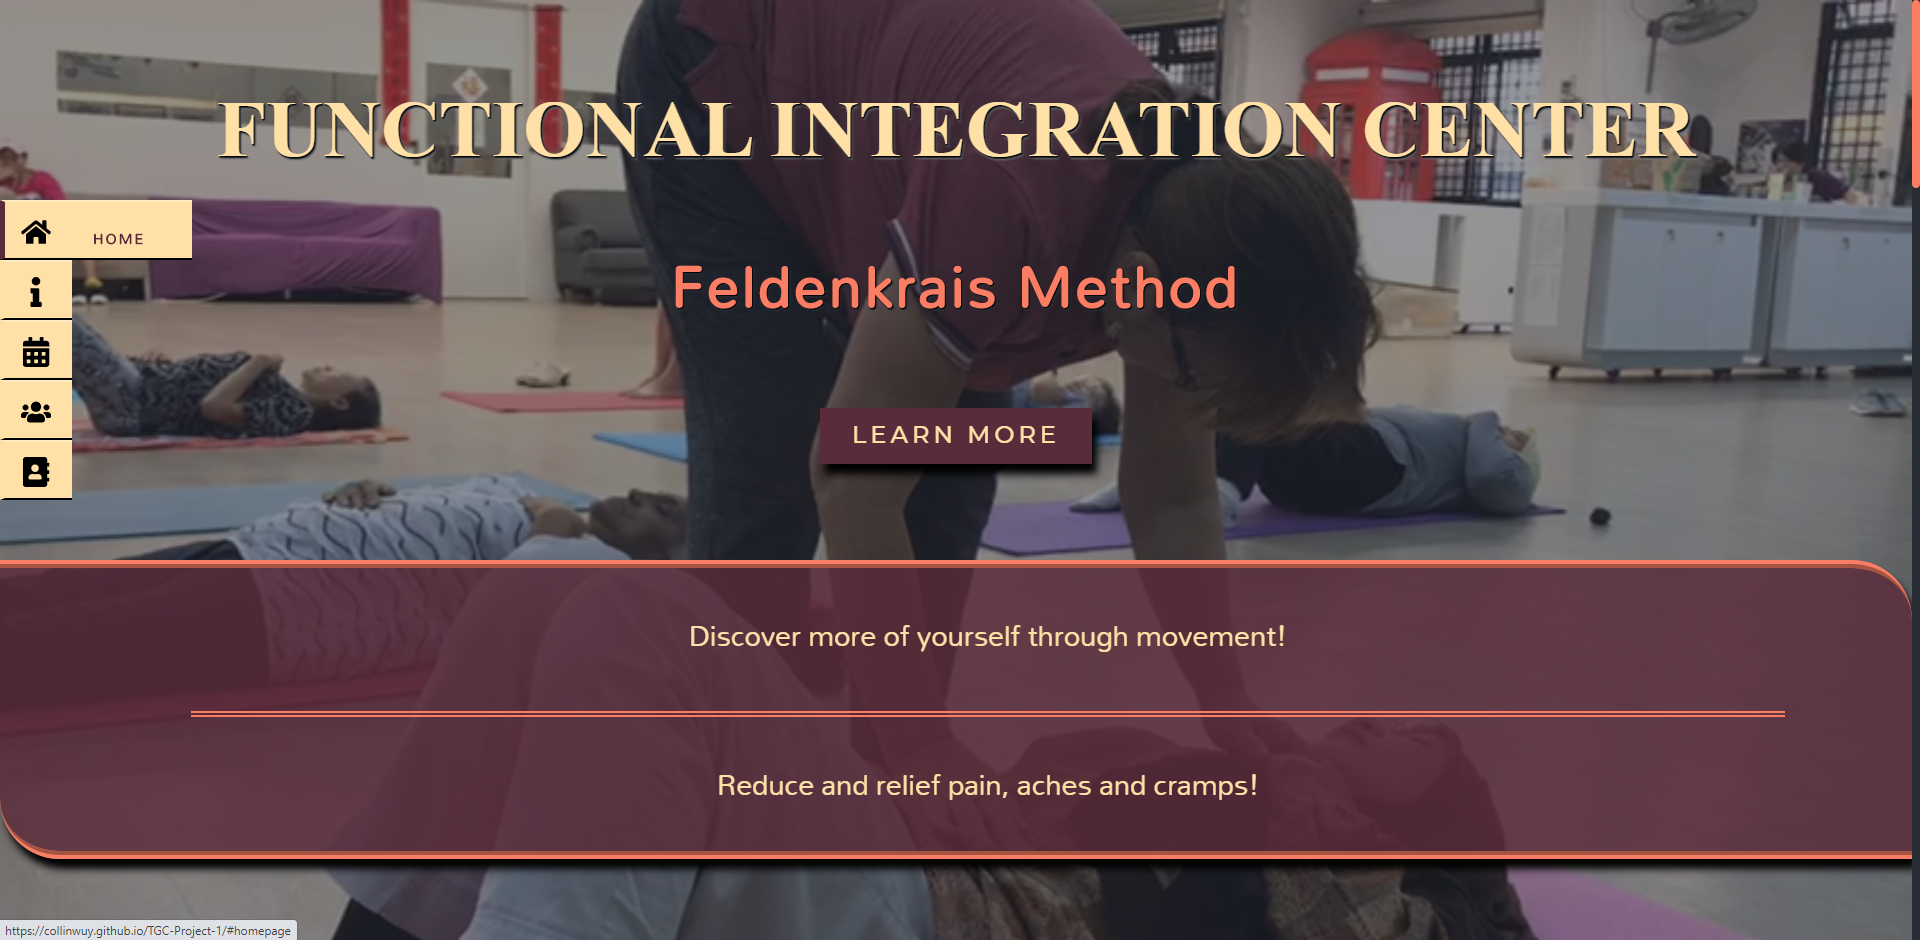 FUNCTIONAL INTEGRATION CENTER
HOME
Feldenkrais Method
LEARN MORE
Discover more of yourself through movement!
Reduce and relief pain, aches and cramps!
https://collinwuy.github.io/TGC-Project-1/#homepage